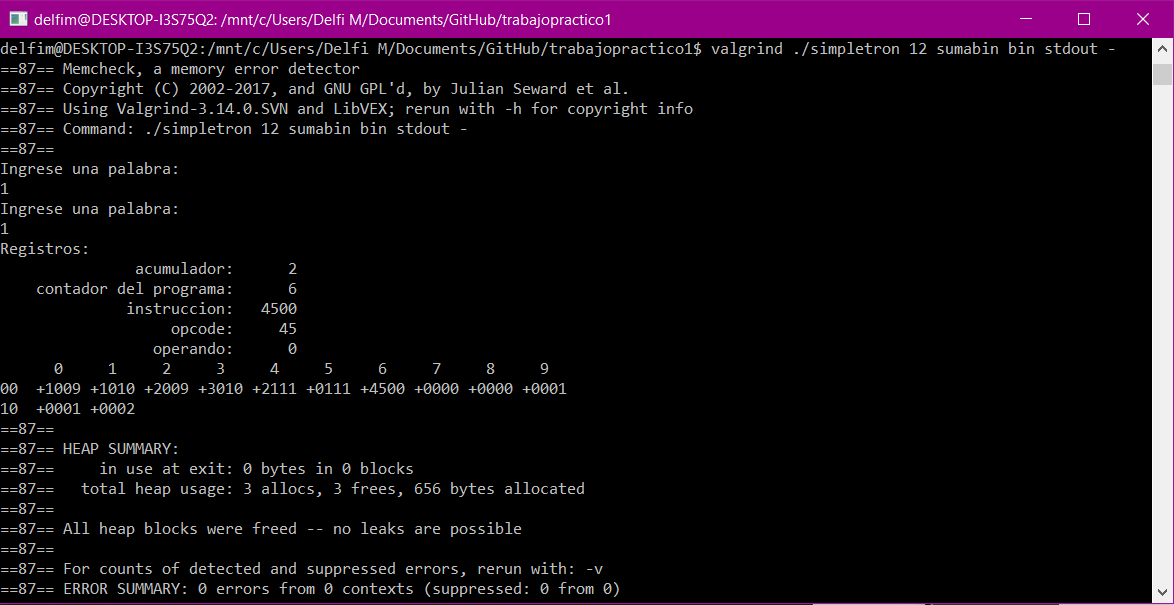 delfim@DESKTOP-I3S75Q2: /mnt/c/Users/Delfi M/Documents/GitHub/trabajopractico1
delfim@DESKTOP-I3S75Q2:/mnt/c/Users/Delfi M/Documents/GitHub/trabajopractico1$ valgrind ./simpletron 12 sumabin bin stdout -
==87== Memcheck, a memory error detector
==87== Copyright (C) 2002-2017, and GNU GPL'd, by Julian Seward et al.
==87== Using Valgrind-3.14.0.SVN and LibVEX; rerun with -h for copyright info
==87== Command: ./simpletron 12 sumabin bin stdout -
==87==
Ingrese una palabra:
1
Ingrese una palabra:
1
Registros:
               acumulador:      2
    contador del programa:      6
              instruccion:   4500
                   opcode:     45
                 operando:      0
      0     1     2     3     4     5     6     7     8     9
00  +1009 +1010 +2009 +3010 +2111 +0111 +4500 +0000 +0000 +0001
10  +0001 +0002
==87==
==87== HEAP SUMMARY:
==87==     in use at exit: 0 bytes in 0 blocks
==87==   total heap usage: 3 allocs, 3 frees, 656 bytes allocated
==87==
==87== All heap blocks were freed -- no leaks are possible
==87==
==87== For counts of detected and suppressed errors, rerun with: -v
==87== ERROR SUMMARY: 0 errors from 0 contexts (suppressed: 0 from 0)